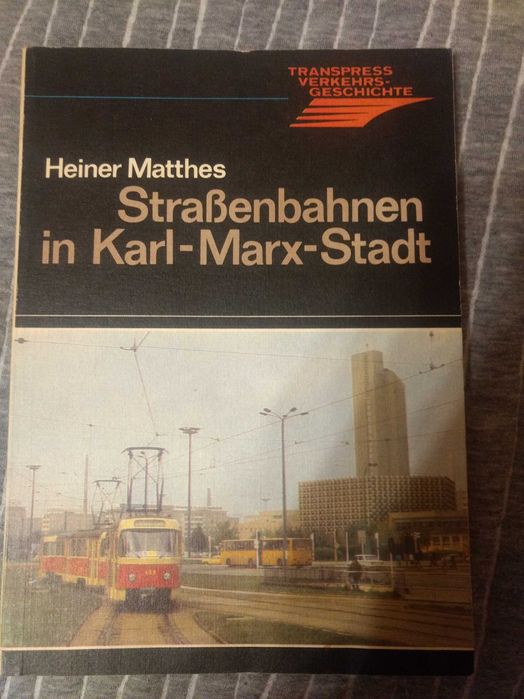 TRANSPRESS
VERKEHRS-
GESCHICHTE
Heiner Matthes
Straßenbahnen
in Karl-Marx-Stadt